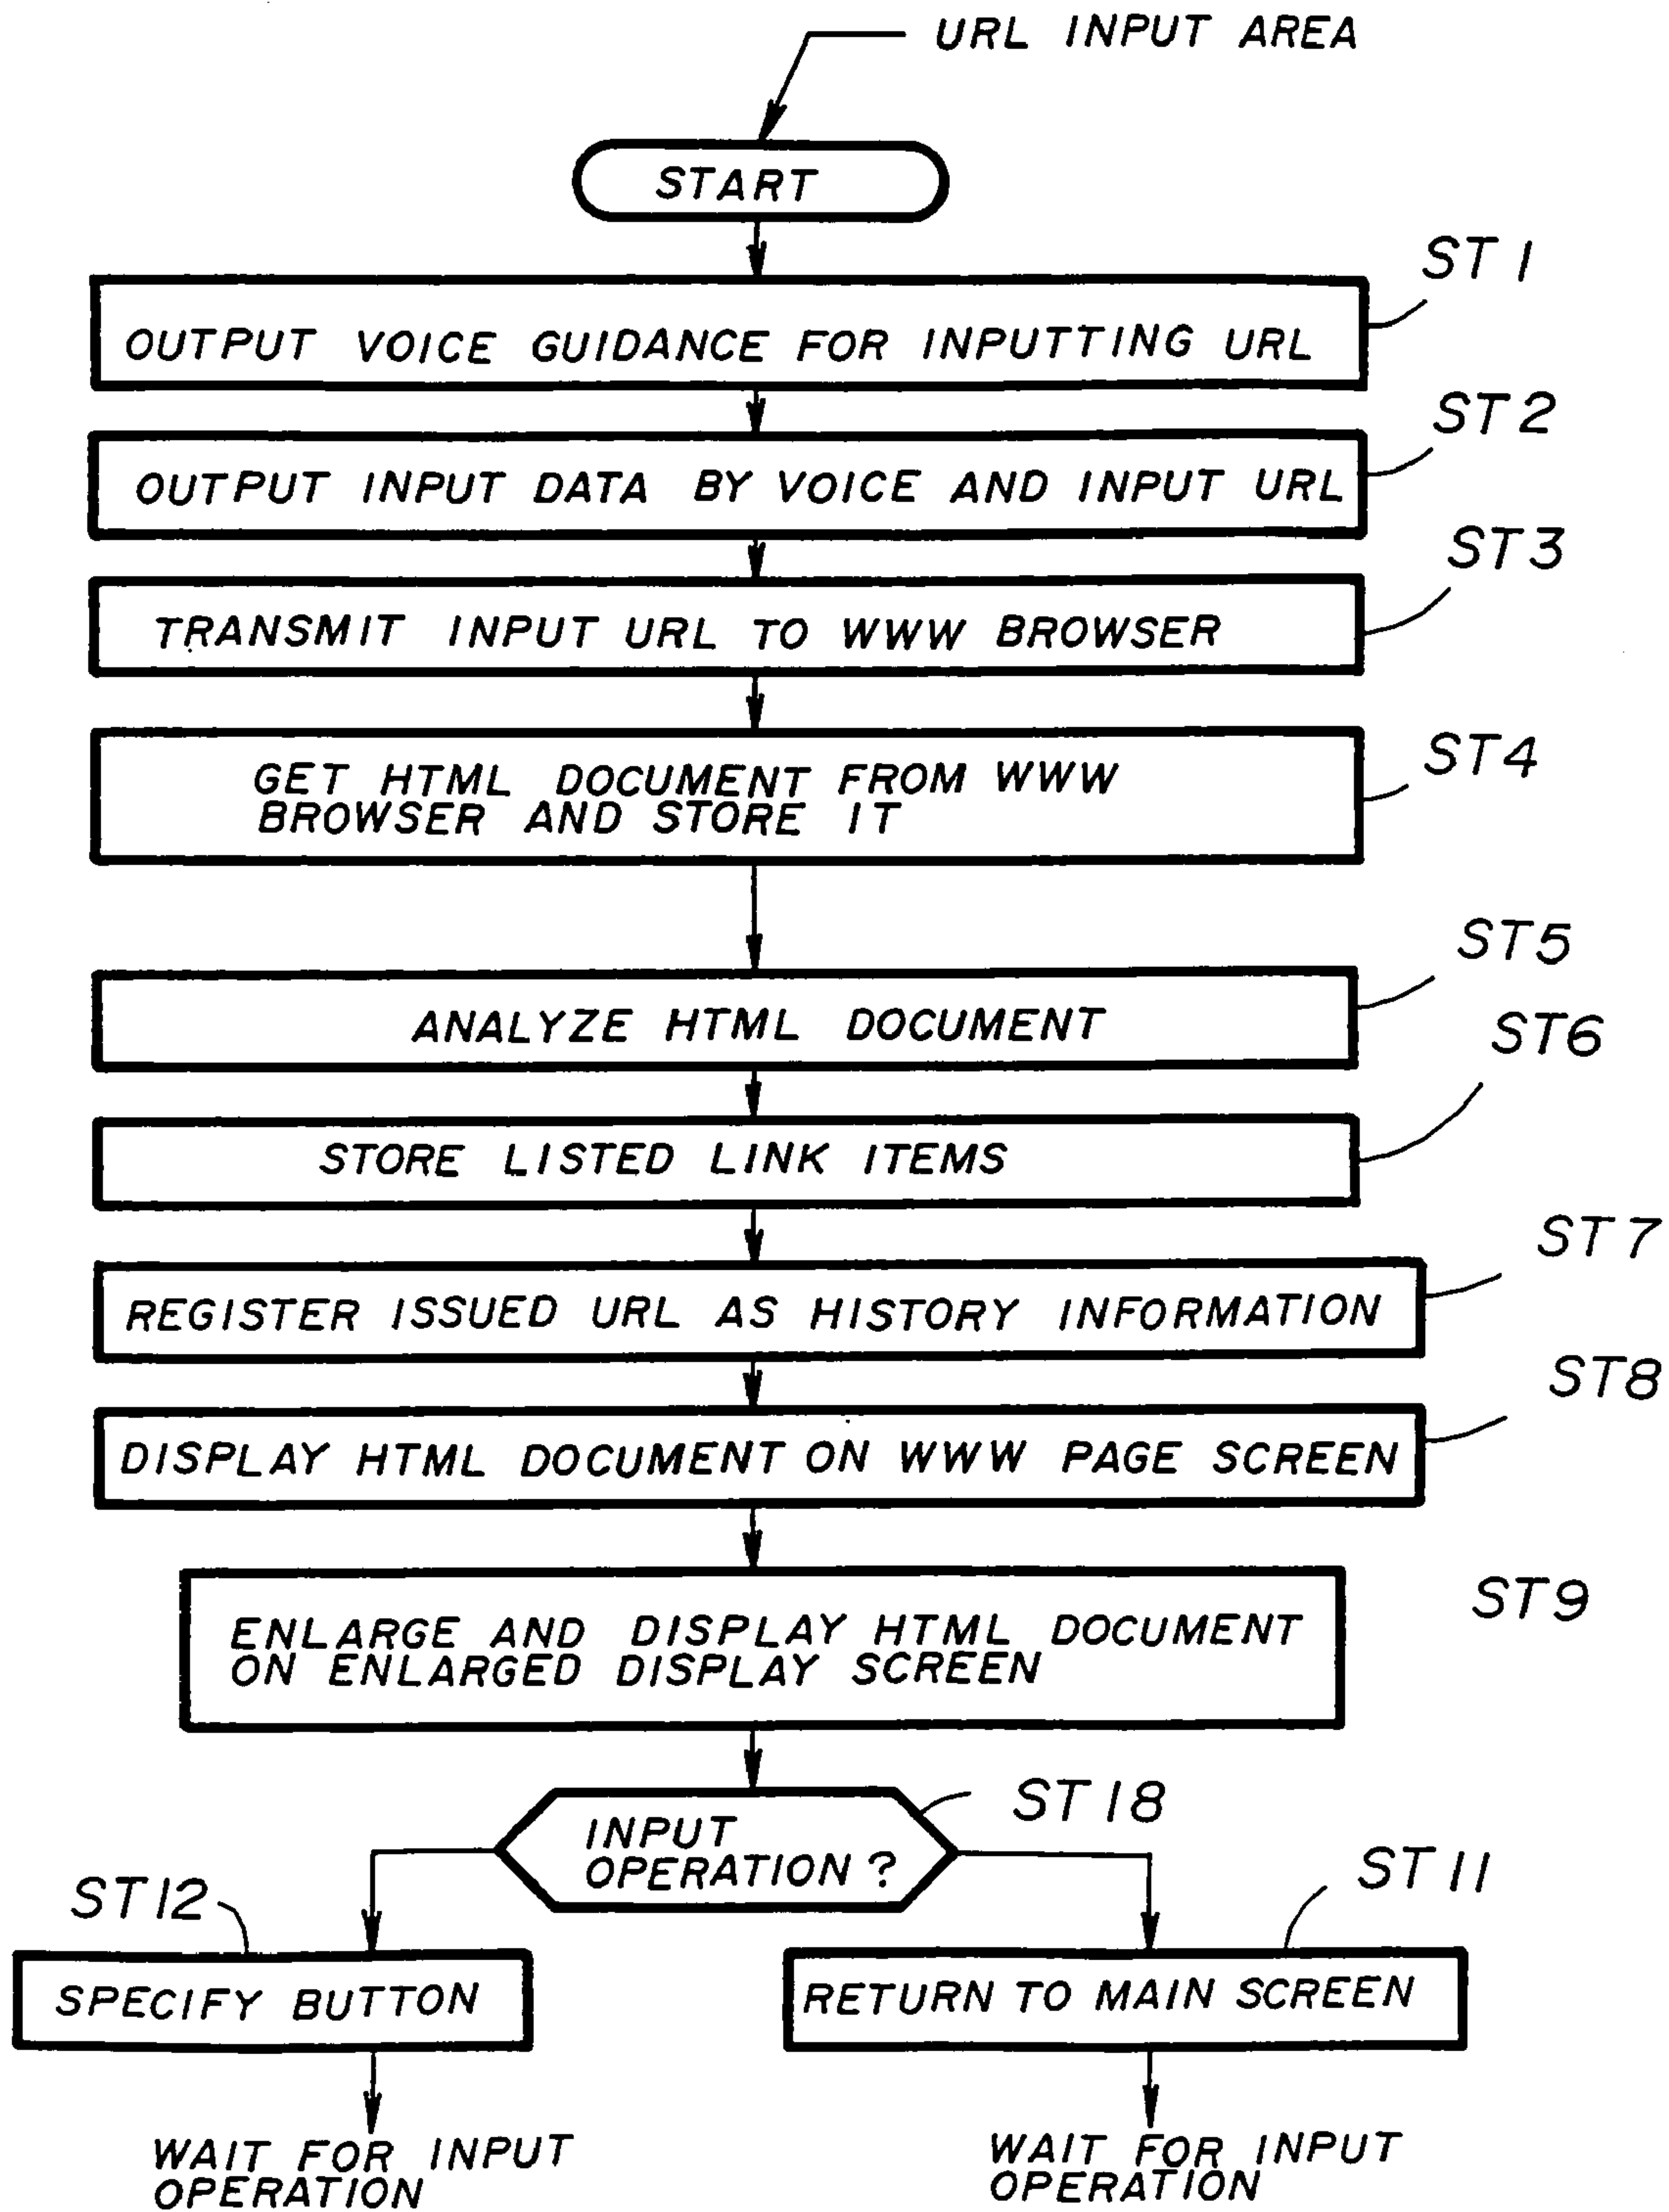 URL INPUT AREA
START
ST1
OUTPUT VOICE GUIDANCE FOR INPUTTING URL
ST2
OUTPUT INPUT DATA BY VOICE AND INPUT URL
ST3
TRANSMIT INPUT URL TO WWW BROWSER
ST4
GET HTML DOCUMENT FROM WWW
BROWSER AND STORE IT
ST5
ANALYZE HTML DOCUMENT
ST6
STORE LISTED LINK ITEMS
ST7
REGISTER ISSUED URL AS HISTORY INFORMATION
ST8
DISPLAY HTML DOCUMENT ON WWW PAGE SCREEN
ST9
ENLARGE AND DISPLAY HTML DOCUMENT
ON ENLARGED DISPLAY SCREEN
ST18
INPUT
OPERATION?
ST12
SPECIFY BUTTON
WAIT FOR INPUT
OPERATION
ST11
RETURN TO MAIN SCREEN
WAIT FOR INPUT
OPERATION